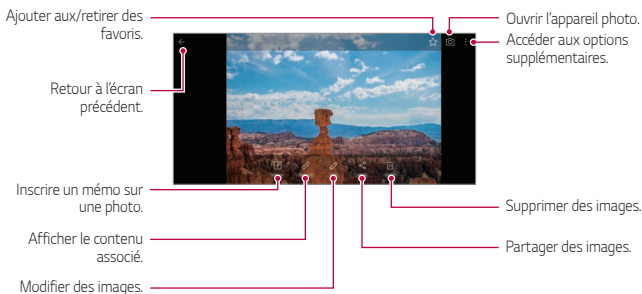 Ajouter aux/retirer des
favoris.
Retour à l'écran
précédent.
Inscrire un mémo sur
une photo.
Afficher le contenu
associé.
Modifier des images.
Ouvrir l'appareil photo.
Accéder aux options
supplémentaires.
Supprimer des images.
Partager des images.